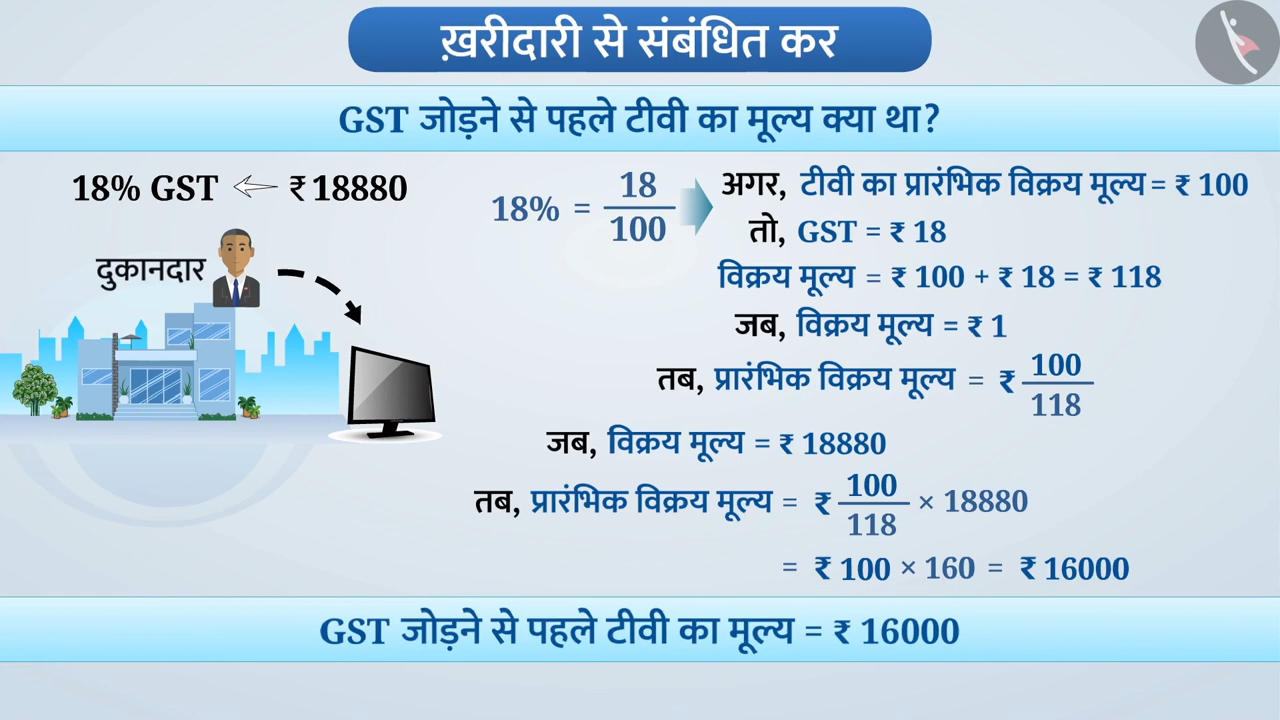 ख़रीदारी से संबंधित कर
GST जोड़ने से पहले टीवी का मूल्य क्या था?
18% GST ₹ 18880
दुकानदार
18% = 18/100
अगर, टीवी का प्रारंभिक विक्रय मूल्य = ₹ 100
तो, GST = ₹ 18
विक्रय मूल्य = ₹ 100 + ₹ 18 = ₹ 118
जब, विक्रय मूल्य = ₹ 1
तब, प्रारंभिक विक्रय मूल्य = ₹ 100/118
जब, विक्रय मूल्य = ₹ 18880
तब, प्रारंभिक विक्रय मूल्य = ₹ 100/118 × 18880
= ₹ 100 × 160 = ₹ 16000
GST जोड़ने से पहले टीवी का मूल्य = ₹ 16000